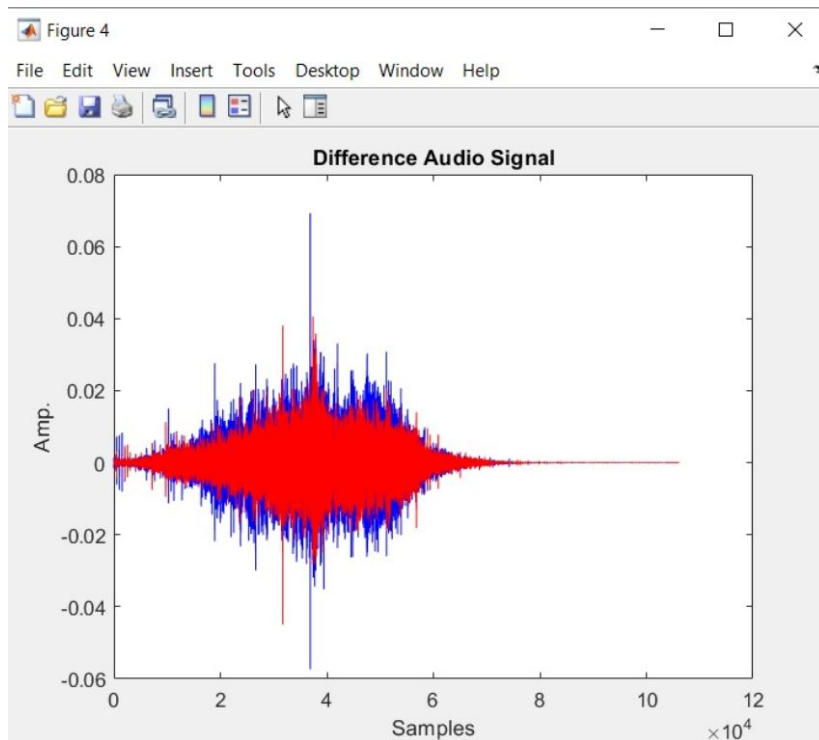 Figure 4
File Edit View Insert Tools Desktop Window Help
Difference Audio Signal
0.08
0.06
0.04
0.02
0
-0.02
-0.04
-0.06
Amp.
0 2 4 6 8 10 12
Samples
×10⁴